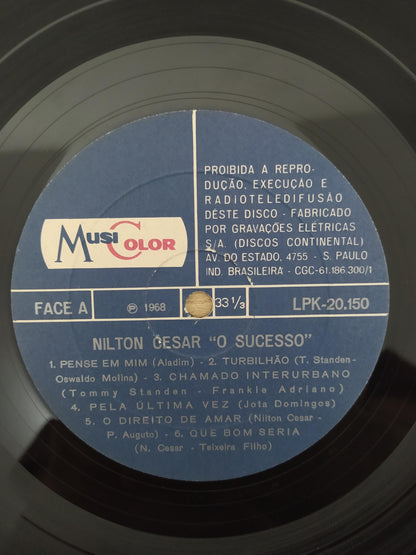 PROIBIDA A REPRO-
DUÇÃO, EXECUÇÃO E
RADIOTELEDIFUSÃO
DÊSTE DISCO - FABRICADO
POR GRAVAÇÕES ELÉTRICAS
S/A. (DISCOS CONTINENTAL)
AV. DO ESTADO, 4755 - S. PAULO
IND. BRASILEIRA - CGC-61.186.300/1
MUSICOLOR
FACE A
Ⓟ 1968
33 1/3
LPK-20.150
NILTON CESAR "O SUCESSO"
1. PENSE EM MIM (Aladim) - 2. TURBILHÃO (T. Standen-
Oswaldo Molina) - 3. CHAMADO INTERURBANO
(Tommy Standen - Frankie Adriano)
4. PELA ÚLTIMA VEZ (Jota Domingos)
5. O DIREITO DE AMAR (Nilton Cesar -
P. Auguto) - 6. QUE BOM SERIA
(N. Cesar - Teixeira Filho)